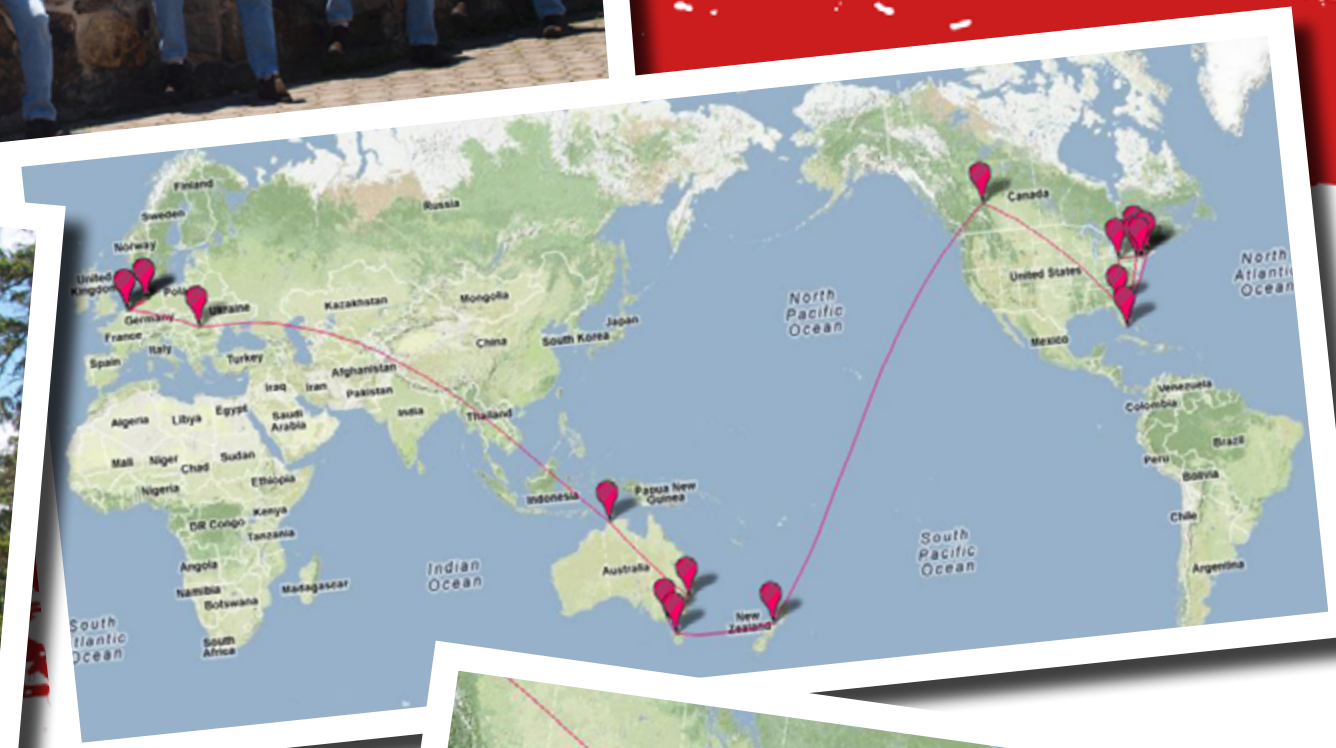 Finland
Sweden
Norway
Russia
United
Kingdom
Pola
Ukraine
Germany
France
Italy
Spain
Turkey
Kazakhstan
Mongolia
China
South Korea
Japan
Afghanistan
Iraq
Iran
Pakistan
Algeria
Libya
Egypt
Saudi
Arabia
India
Thailand
Mali
Niger
Chad
Sudan
Nigeria
Ethiopia
DR Congo
Kenya
Tanzania
Angola
Namibia
Botswana
Madagascar
South
Africa
South
tlantic
Ocean
Indian
Ocean
Indonesia
Papua New
Guinea
Australia
New
Zealand
North
Pacific
Ocean
South
Pacific
Ocean
Canada
United States
Mexico
North
Atlantic
Ocean
Venezuela
Colombia
Brazil
Peru
Bolivia
Chile
Argentina